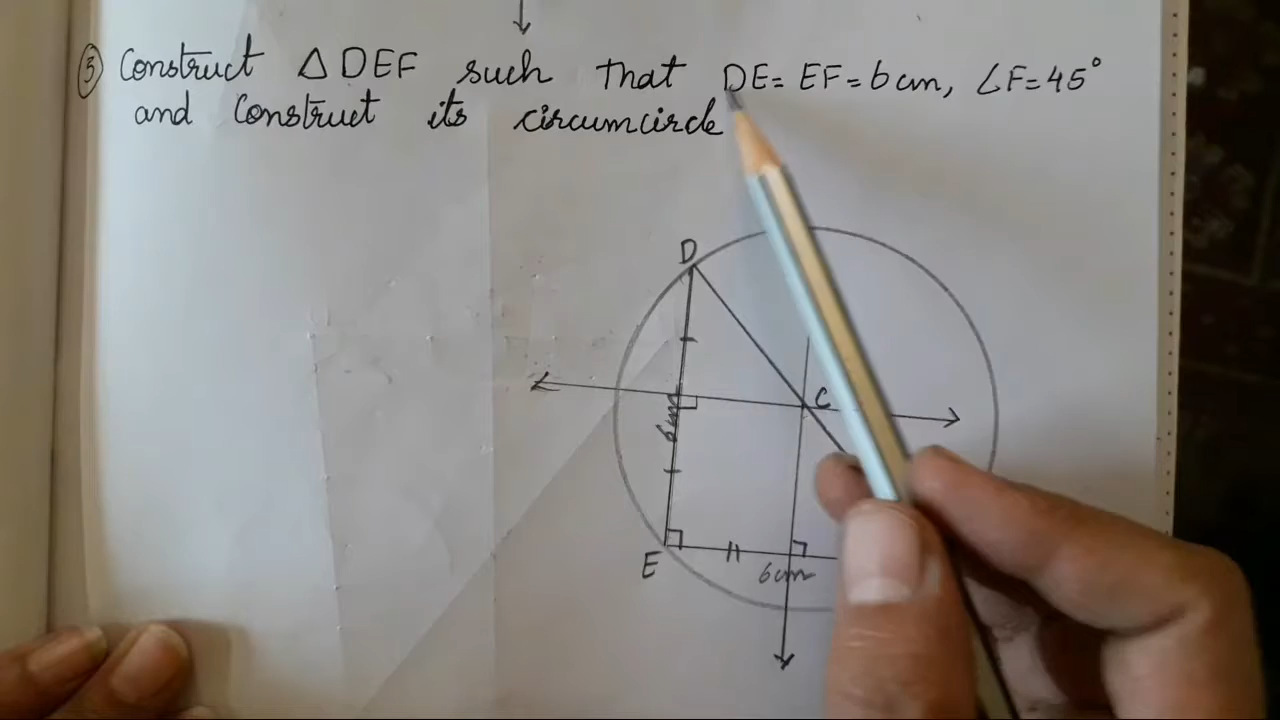 ③ Construct △DEF such that DE = EF = 6cm, ∠F = 45°
and Construct its circumcircle
D
C
6cm
E
6cm